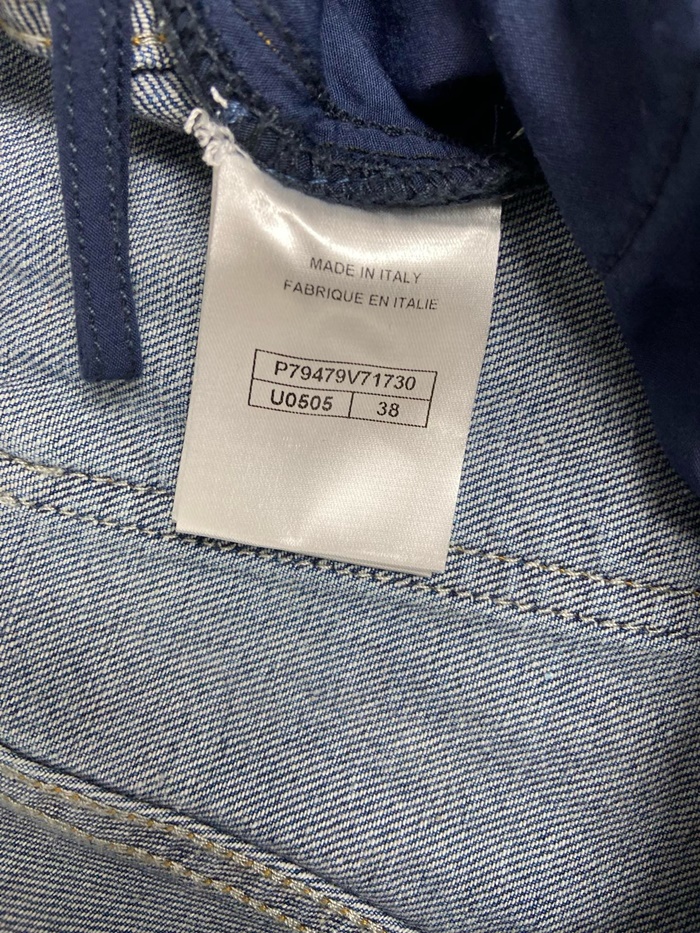 MADE IN ITALY
FABRIQUE EN ITALIE
P79479V71730
U0505 38